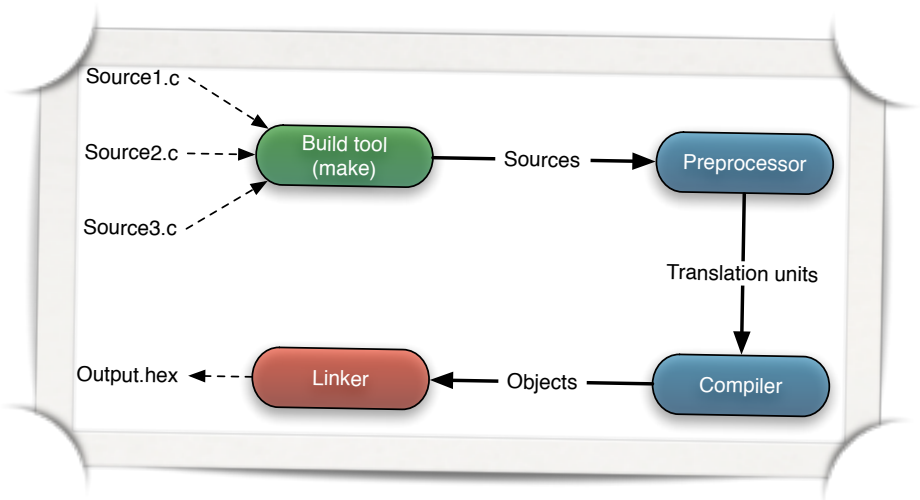 Source1.c
Source2.c
Source3.c
Build tool
(make)
Sources
Preprocessor
Translation units
Compiler
Objects
Linker
Output.hex